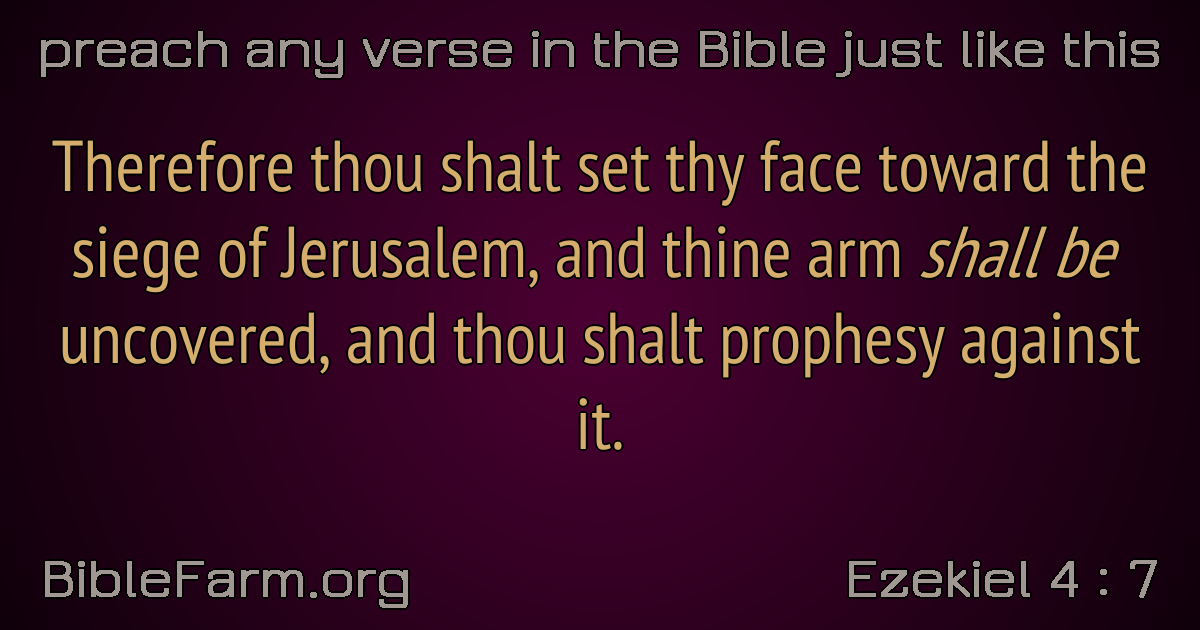 preach any verse in the Bible just like this
Therefore thou shalt set thy face toward the
siege of Jerusalem, and thine arm shall be
uncovered, and thou shalt prophesy against
it.
BibleFarm.org
Ezekiel 4 : 7